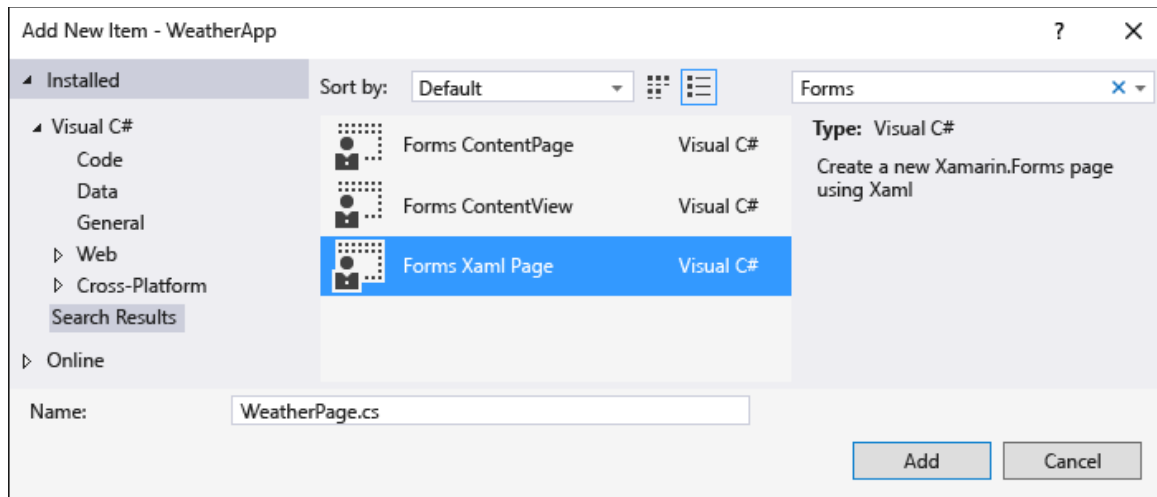 Add New Item - WeatherApp
?
Installed
Visual C#
Code
Data
General
Web
Cross-Platform
Search Results
Online
Sort by: Default
Forms ContentPage Visual C#
Forms ContentView Visual C#
Forms Xaml Page Visual C#
Forms
Type: Visual C#
Create a new Xamarin.Forms page
using Xaml
Name: WeatherPage.cs
Add Cancel